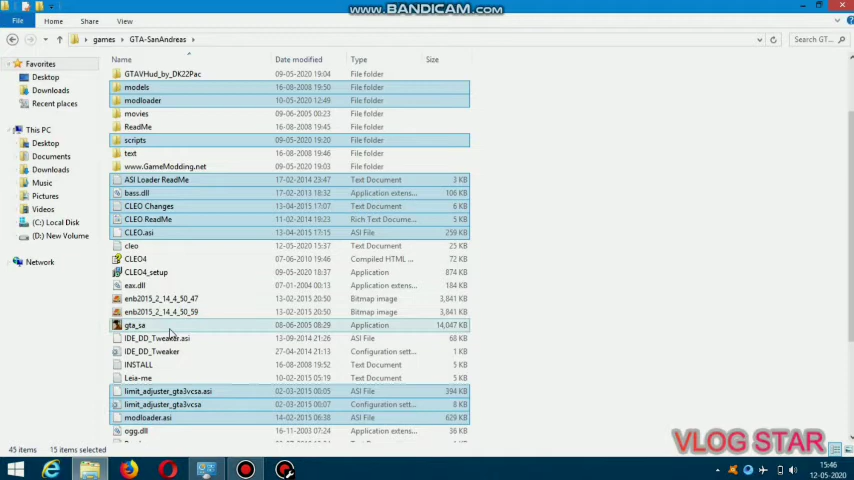 www.BANDICAM.com
File Home Share View
games GTA-SanAndreas Search GT...
Name Date modified Type Size
Favorites
Desktop
Downloads
Recent places
This PC
Desktop
Documents
Downloads
Music
Pictures
Videos
(C:) Local Disk
(D:) New Volume
Network
GTAVHud_by_DK22Pac 09-05-2020 19:04 File folder
models 16-08-2008 19:50 File folder
modloader 10-05-2020 12:49 File folder
movies 09-06-2005 00:23 File folder
ReadMe 16-08-2008 19:45 File folder
scripts 09-05-2020 19:20 File folder
text 16-08-2008 19:46 File folder
www.GameModding.net 09-05-2020 19:03 File folder
ASI Loader ReadMe 17-02-2014 23:47 Text Document 3 KB
bass.dll 17-02-2013 18:32 Application extens... 106 KB
CLEO Changes 13-04-2015 17:07 Text Document 6 KB
CLEO ReadMe 11-02-2014 19:23 Rich Text Docume... 5 KB
CLEO.asi 13-04-2015 17:15 ASI File 259 KB
cleo 12-05-2020 15:37 Text Document 25 KB
CLEO4 07-06-2010 19:46 Compiled HTML ... 72 KB
CLEO4_setup 09-05-2020 18:37 Application 874 KB
eax.dll 17-01-2004 00:13 Application extens... 184 KB
enb2015_2_14_4_50_47 13-02-2015 20:50 Bitmap image 3,841 KB
enb2015_2_14_4_50_59 13-02-2015 20:50 Bitmap image 3,841 KB
gta_sa 08-06-2005 08:29 Application 14,047 KB
IDE_DD_Tweaker.asi 13-09-2014 21:26 ASI File 68 KB
IDE_DD_Tweaker 27-04-2014 21:13 Configuration sett... 1 KB
INSTALL 16-08-2008 19:52 Text Document 5 KB
Leia-me 10-02-2015 05:19 Text Document 5 KB
limit_adjuster_gta3vcsa.asi 02-03-2015 00:05 ASI File 394 KB
limit_adjuster_gta3vcsa 02-03-2015 00:07 Configuration sett... 8 KB
modloader.asi 14-02-2015 06:38 ASI File 629 KB
ogg.dll 16-11-2003 07:24 Application extens... 36 KB
45 items 15 items selected
VLOG STAR
15:46
12-05-2020